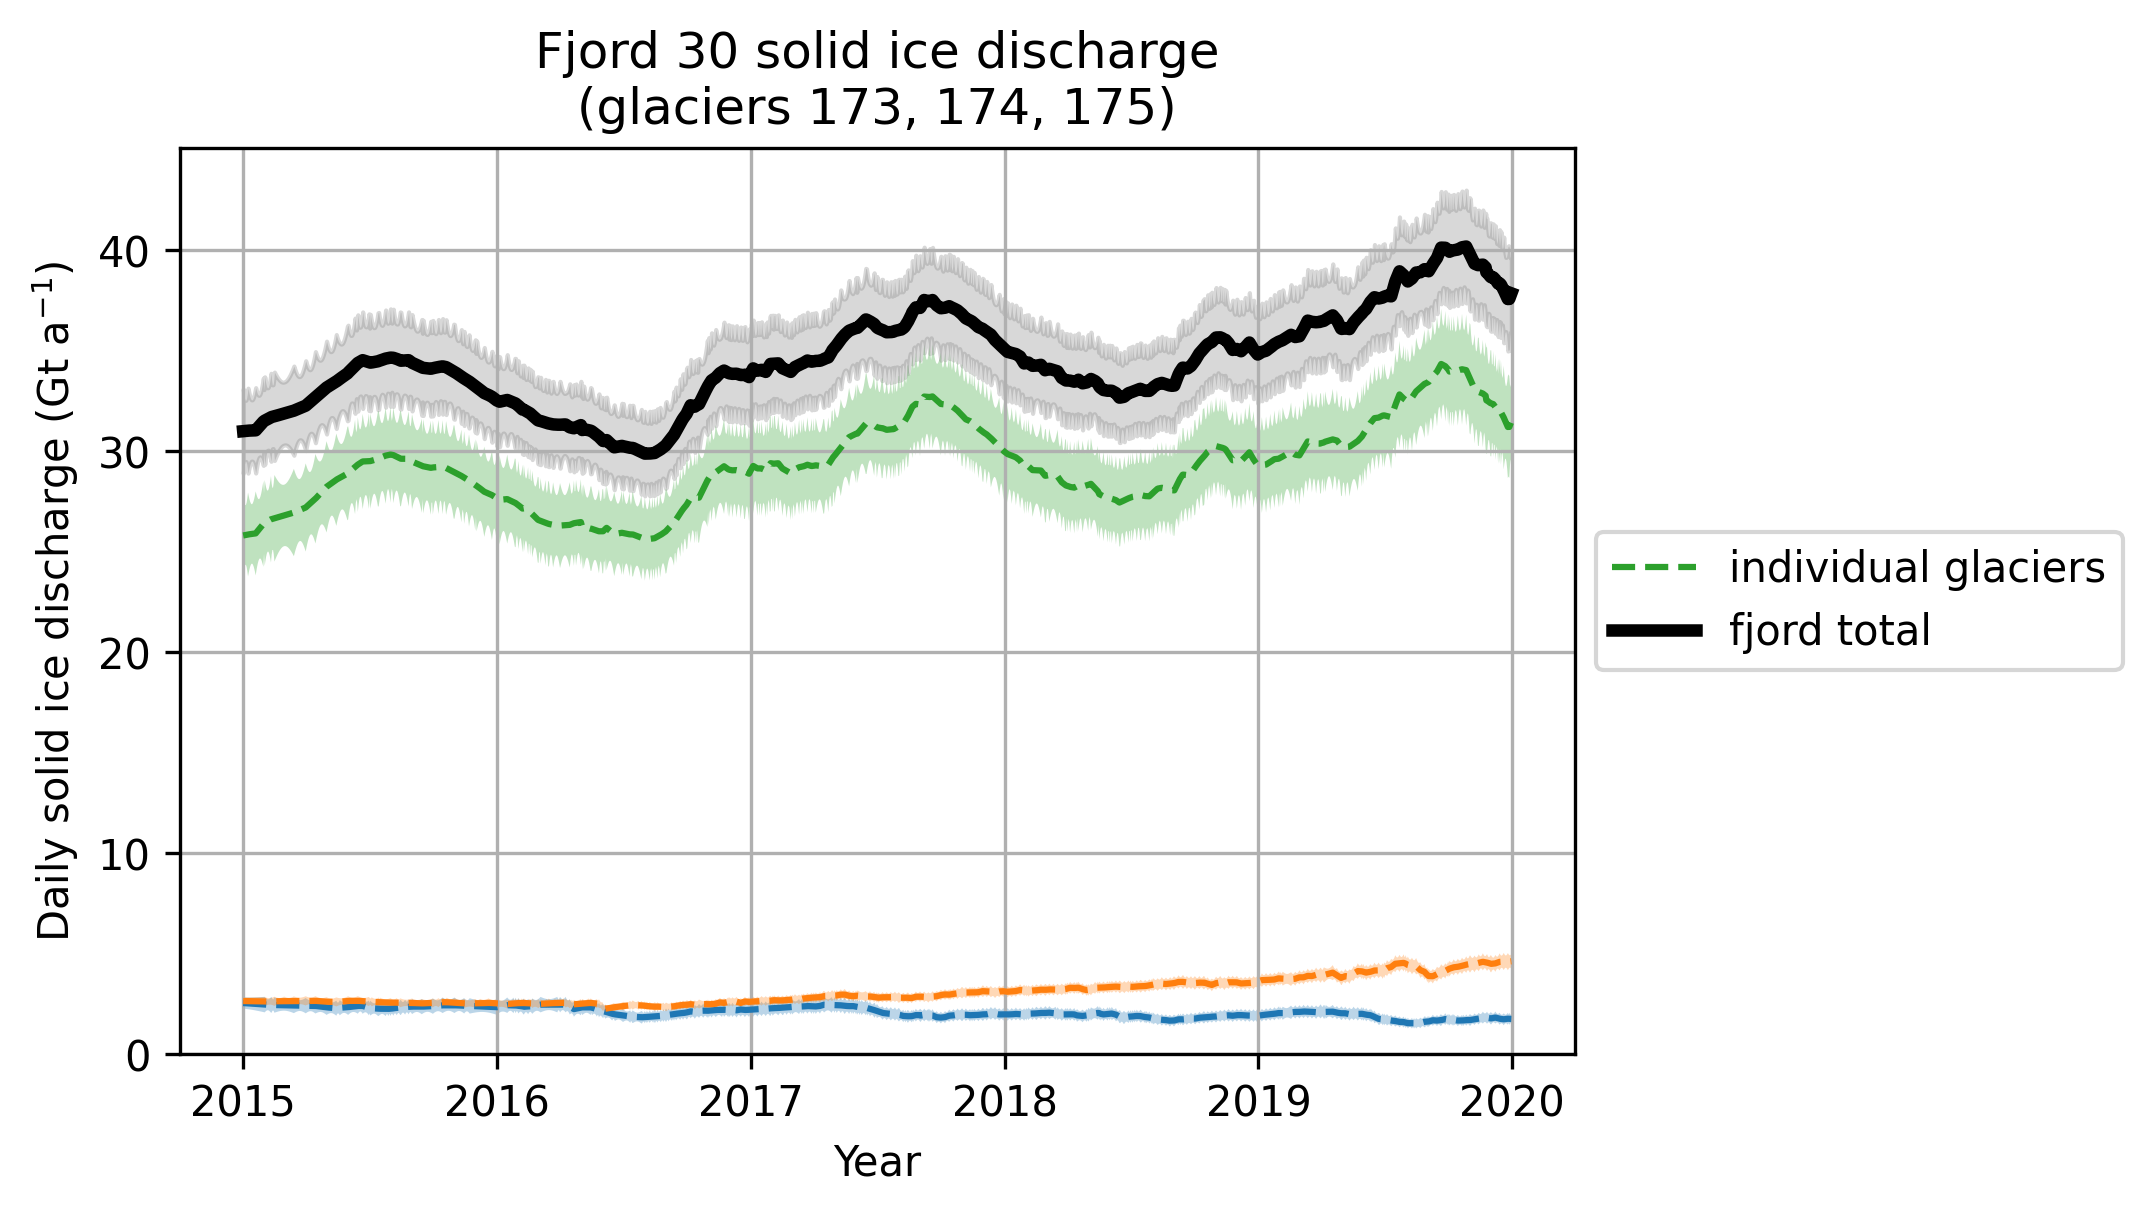 Fjord 30 solid ice discharge
(glaciers 173, 174, 175)
Daily solid ice discharge (Gt a⁻¹)
40
30
20
10
0
2015 2016 2017 2018 2019 2020
Year
individual glaciers
fjord total